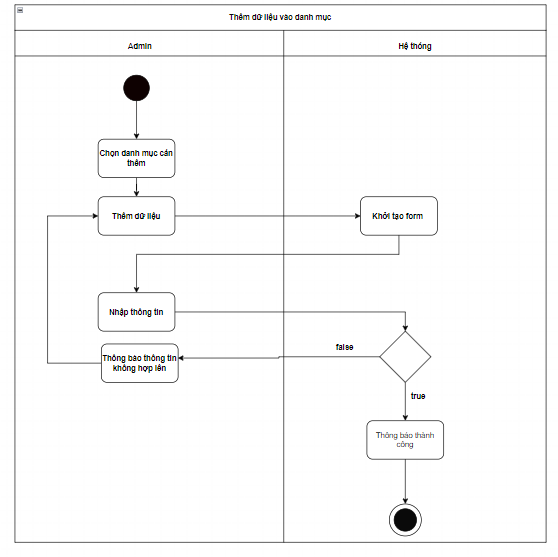 Thêm dữ liệu vào danh mục
Admin
Hệ thống
Chọn danh mục cần
thêm
Thêm dữ liệu
Khởi tạo form
Nhập thông tin
false
Thông báo thông tin
không hợp lên
true
Thông báo thành
công